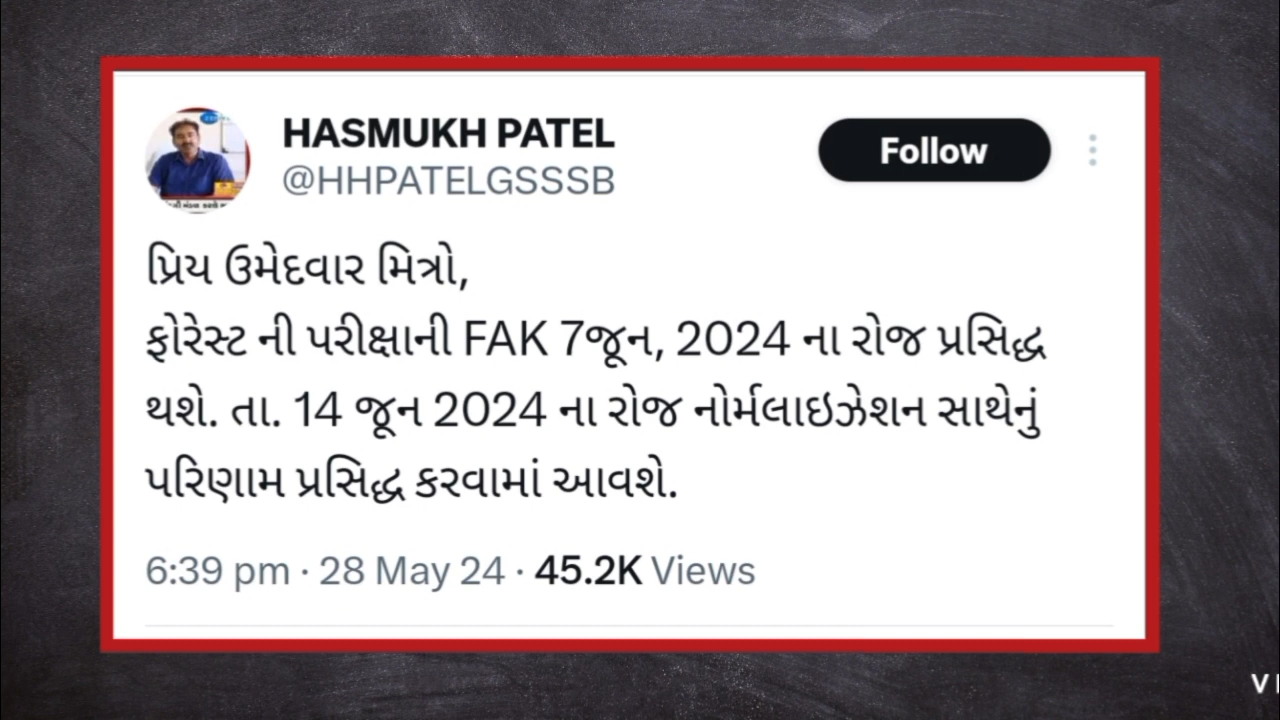 HASMUKH PATEL
@HHPATELGSSSB
Follow
પ્રિય ઉમેદવાર મિત્રો,
ફોરેસ્ટ ની પરીક્ષાની FAK 7જૂન, 2024 ના રોજ પ્રસિદ્ધ
થશે. તા. 14 જૂન 2024 ના રોજ નોર્મલાઇઝેશન સાથેનું
પરિણામ પ્રસિદ્ધ કરવામાં આવશે.
6:39 pm · 28 May 24 · 45.2K Views